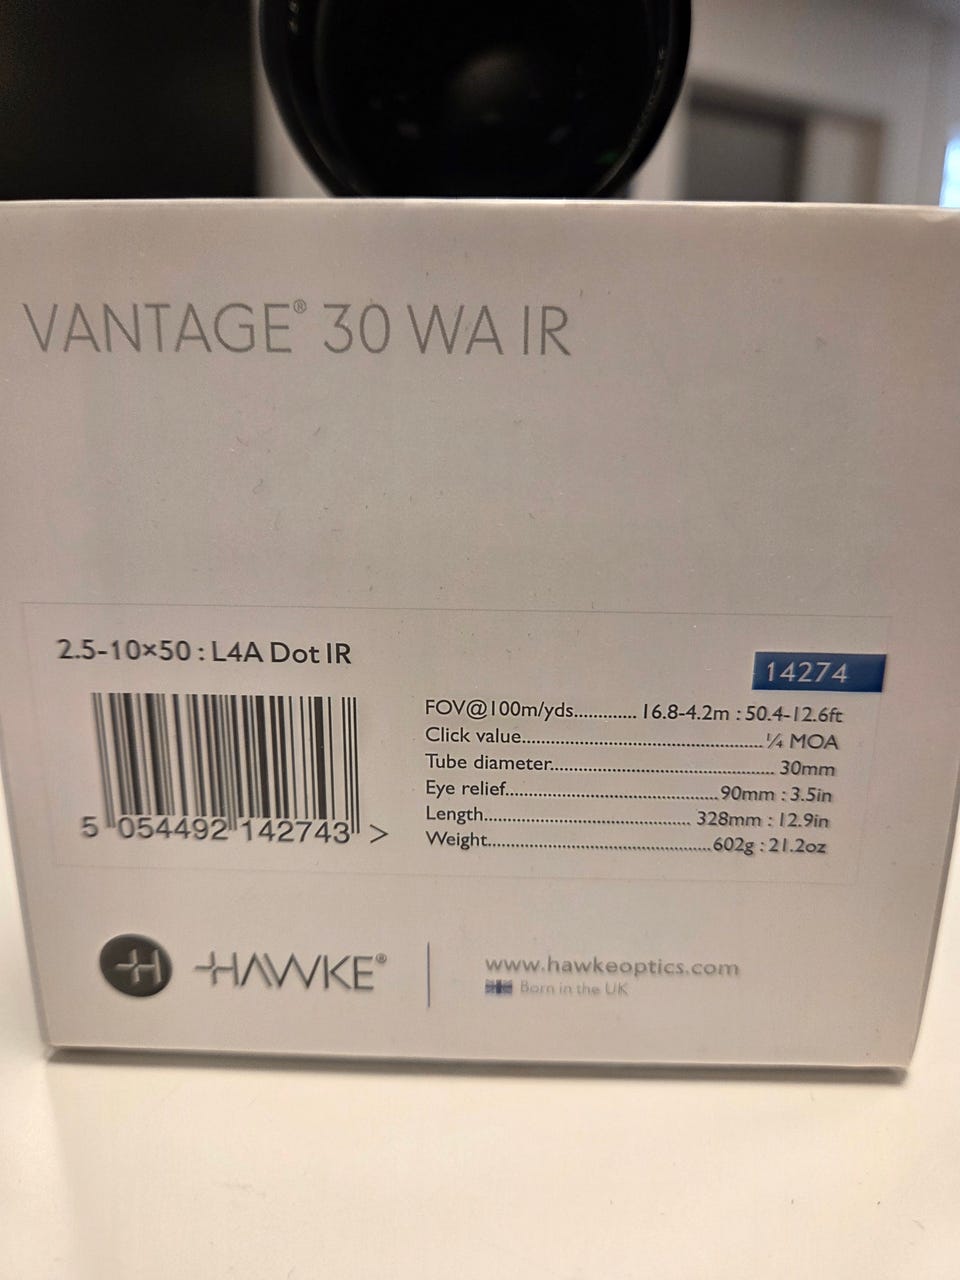 VANTAGE® 30 WA IR
2.5-10×50 : L4A Dot IR
14274
FOV@100m/yds............. 16.8-4.2m : 50.4-12.6ft
Click value.................................................. ¼ MOA
Tube diameter.............................................. 30mm
Eye relief...........................................90mm : 3.5in
Length.......................................... 328mm : 12.9in
Weight.............................................602g : 21.2oz
5 054492 142743 >
HAWKE®
www.hawkeoptics.com
Born in the UK